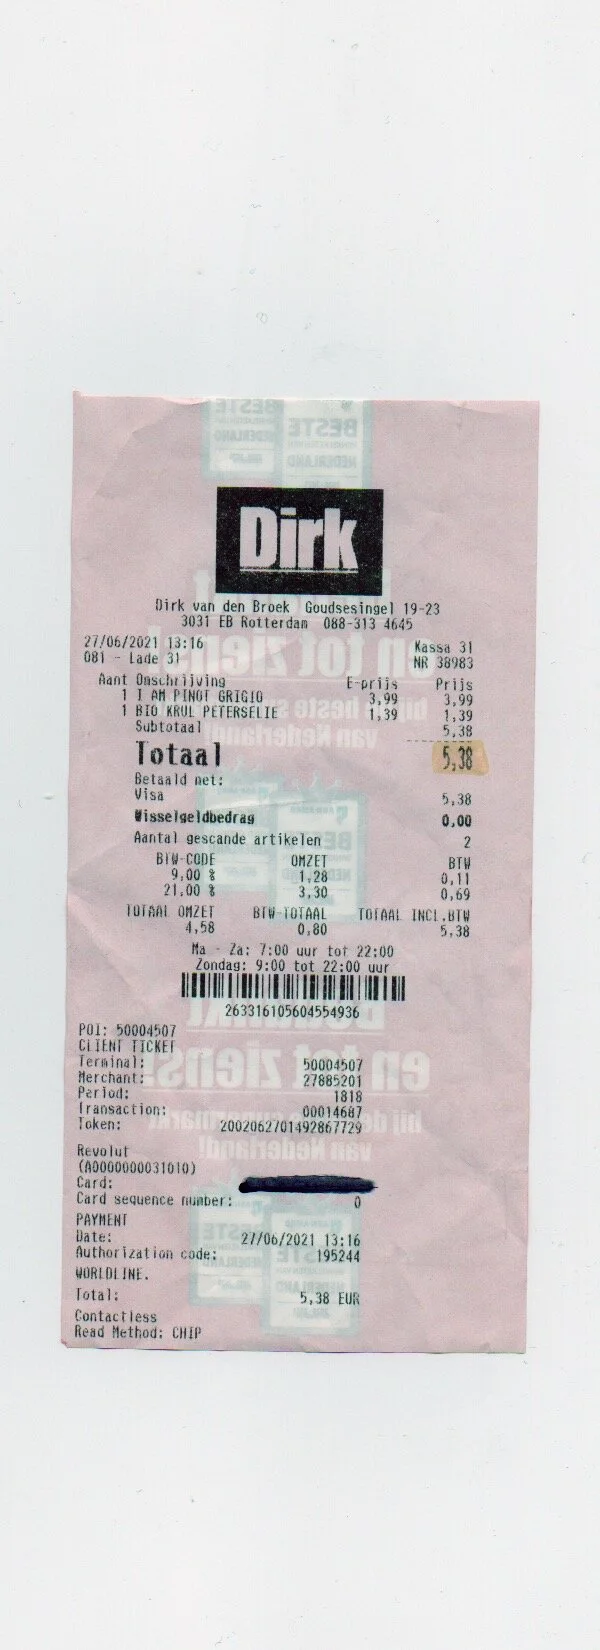 Dirk
Dirk van den Broek Goudsesingel 19-23
3031 EB Rotterdam 088-313 4645
27/06/2021 13:16 Kassa 31
081 - Lade 31 NR 38983
Aant Omschrijving E-prijs Prijs
1 I AM PINOT GRIGIO 3,99 3,99
1 BIO KRUL PETERSELIE 1,39 1,39
Subtotaal 5,38
Totaal 5,38
Betaald met:
Visa 5,38
Wisselgeldbedrag 0,00
Aantal gescande artikelen 2
BTW-CODE OMZET BTW
9,00 % 1,28 0,11
21,00 % 3,30 0,69
TOTAAL OMZET BTW-TOTAAL TOTAAL INCL.BTW
4,58 0,80 5,38
Ma - Za: 7:00 uur tot 22:00
Zondag: 9:00 tot 22:00 uur
263316105604554936
POI: 50004507
CLIENT TICKET
Terminal: 50004507
Merchant: 27885201
Period: 1818
Transaction: 00014687
Token: 2002062701492867729
Revolut
(A0000000031010)
Card:
Card sequence number: 0
PAYMENT
Date: 27/06/2021 13:16
Authorization code: 195244
WORLDLINE.
Total: 5,38 EUR
Contactless
Read Method: CHIP